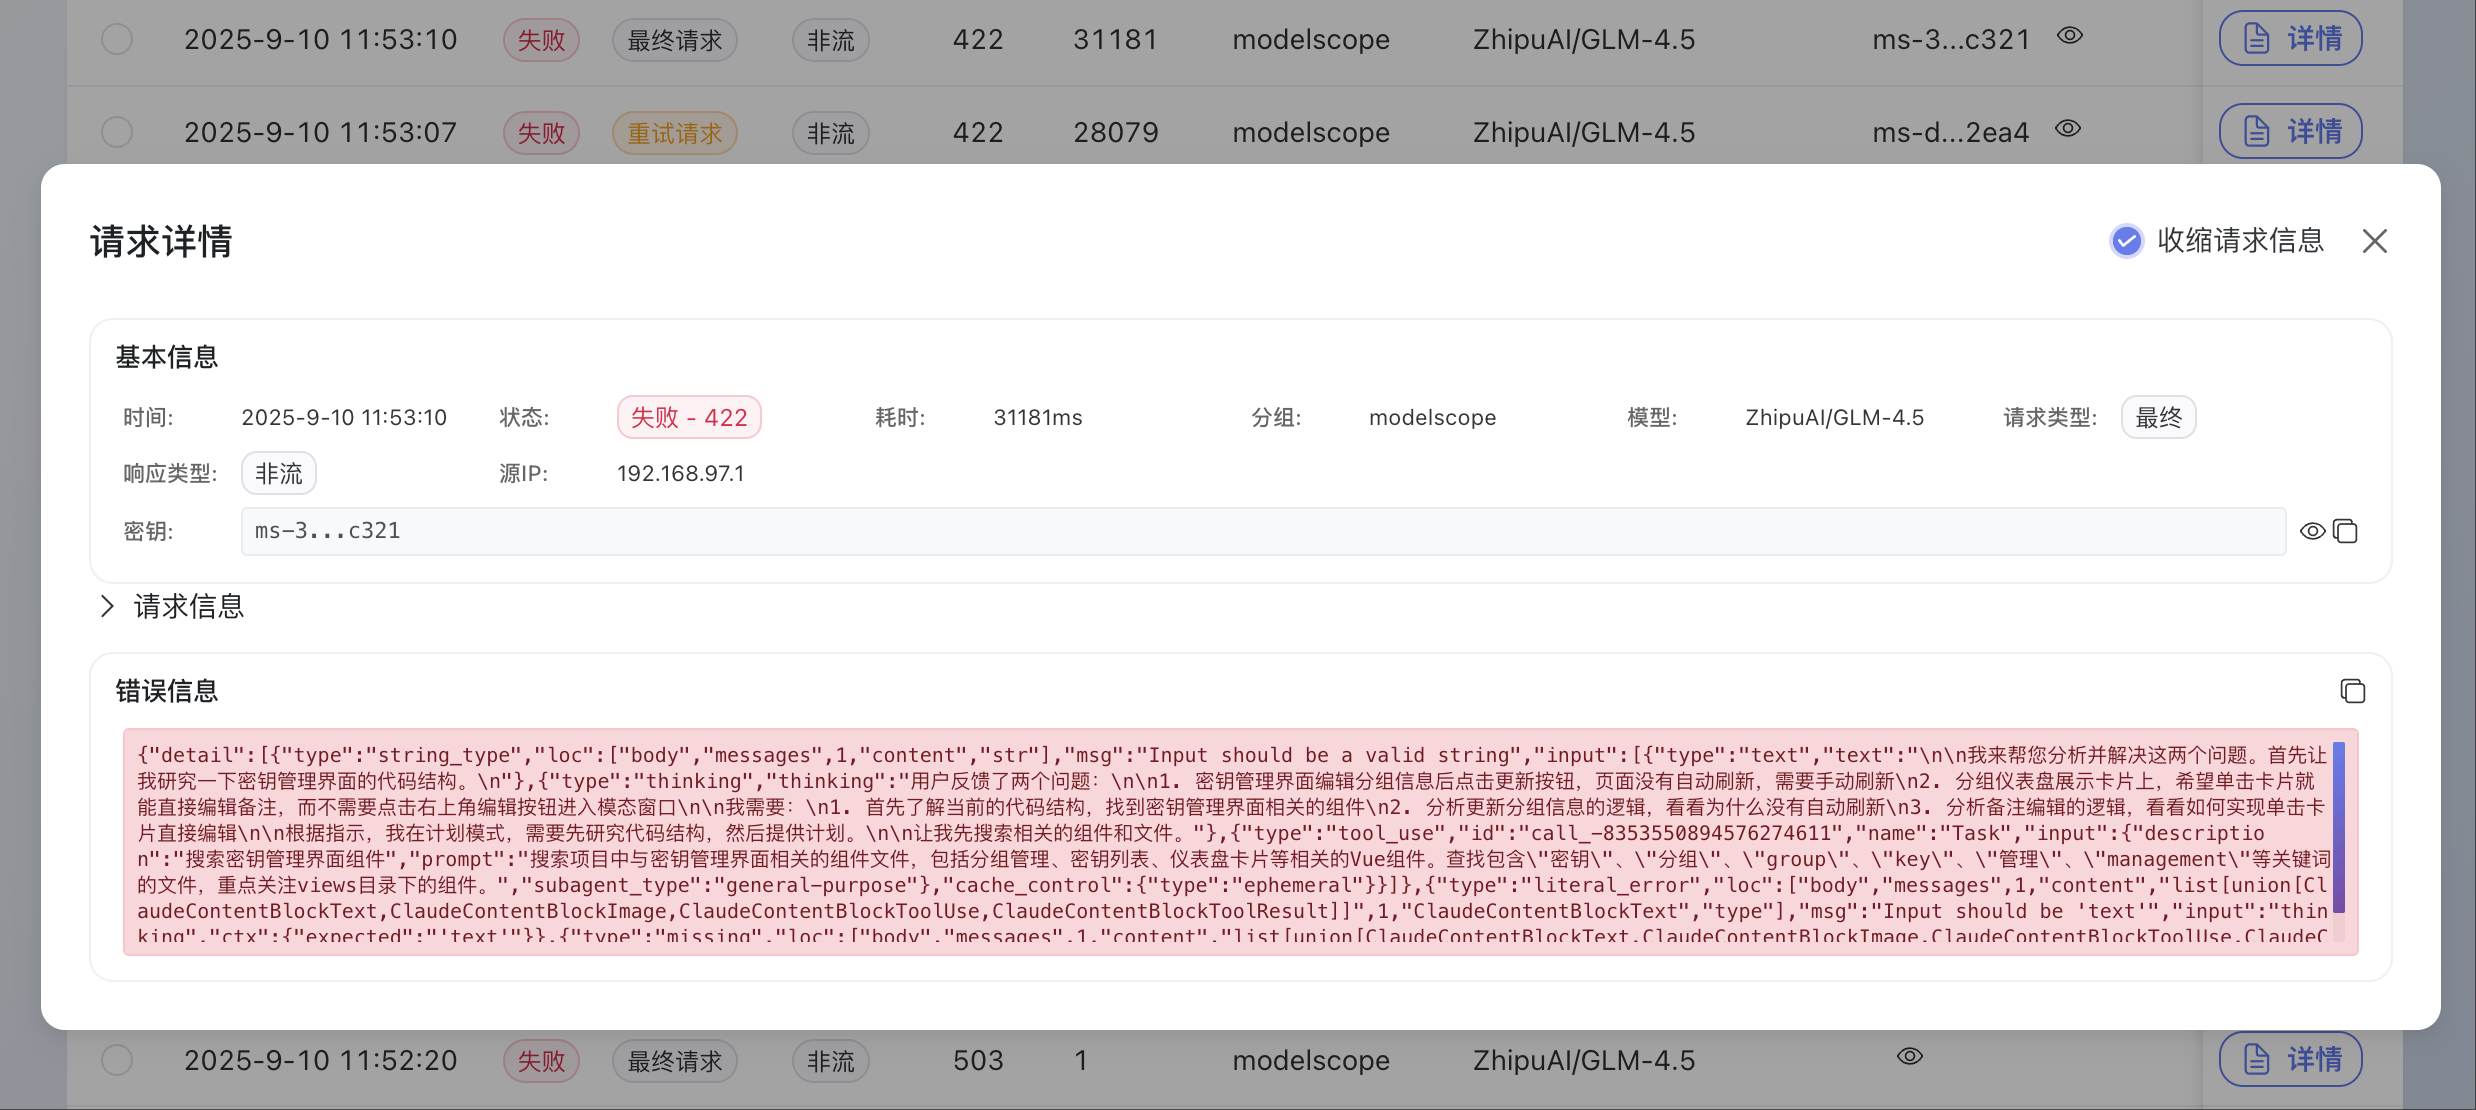 2025-9-10 11:53:10 失败 最终请求 非流 422 31181 modelscope ZhipuAI/GLM-4.5 ms-3...c321 详情
2025-9-10 11:53:07 失败 重试请求 非流 422 28079 modelscope ZhipuAI/GLM-4.5 ms-d...2ea4 详情
请求详情 收缩请求信息
基本信息
时间: 2025-9-10 11:53:10 状态: 失败 - 422 耗时: 31181ms 分组: modelscope 模型: ZhipuAI/GLM-4.5 请求类型: 最终
响应类型: 非流 源IP: 192.168.97.1
密钥: ms-3...c321
请求信息
错误信息
{"detail":[{"type":"string_type","loc":["body","messages",1,"content","str"],"msg":"Input should be a valid string","input":[{"type":"text","text":"\n\n我来帮您分析并解决这两个问题。首先让
我研究一下密钥管理界面的代码结构。\n"},{"type":"thinking","thinking":"用户反馈了两个问题：\n\n1. 密钥管理界面编辑分组信息后点击更新按钮，页面没有自动刷新，需要手动刷新\n2. 分组仪表盘展示卡片上，希望单击卡片就
能直接编辑备注，而不需要点击右上角编辑按钮进入模态窗口\n\n我需要：\n1. 首先了解当前的代码结构，找到密钥管理界面相关的组件\n2. 分析更新分组信息的逻辑，看看为什么没有自动刷新\n3. 分析备注编辑的逻辑，看看如何实现单击卡
片直接编辑\n\n根据指示，我在计划模式，需要先研究代码结构，然后提供计划。\n\n让我先搜索相关的组件和文件。"},{"type":"tool_use","id":"call_-8353550894576274611","name":"Task","input":{"descriptio
n":"搜索密钥管理界面组件","prompt":"搜索项目中与密钥管理界面相关的组件文件，包括分组管理、密钥列表、仪表盘卡片等相关的Vue组件。查找包含\"密钥\"、\"分组\"、\"group\"、\"key\"、\"管理\"、\"management\"等关键词
的文件，重点关注views目录下的组件。","subagent_type":"general-purpose"},"cache_control":{"type":"ephemeral"}}]},{"type":"literal_error","loc":["body","messages",1,"content","list[union[Cl
audeContentBlockText,ClaudeContentBlockImage,ClaudeContentBlockToolUse,ClaudeContentBlockToolResult]]",1,"ClaudeContentBlockText","type"],"msg":"Input should be 'text'","input":"thin
king","ctx":{"expected":"'text'"}},{"type":"missing","loc":["body","messages",1,"content","list[union[ClaudeContentBlockText,ClaudeContentBlockImage,ClaudeContentBlockToolUse,ClaudeC
2025-9-10 11:52:20 失败 最终请求 非流 503 1 modelscope ZhipuAI/GLM-4.5 详情